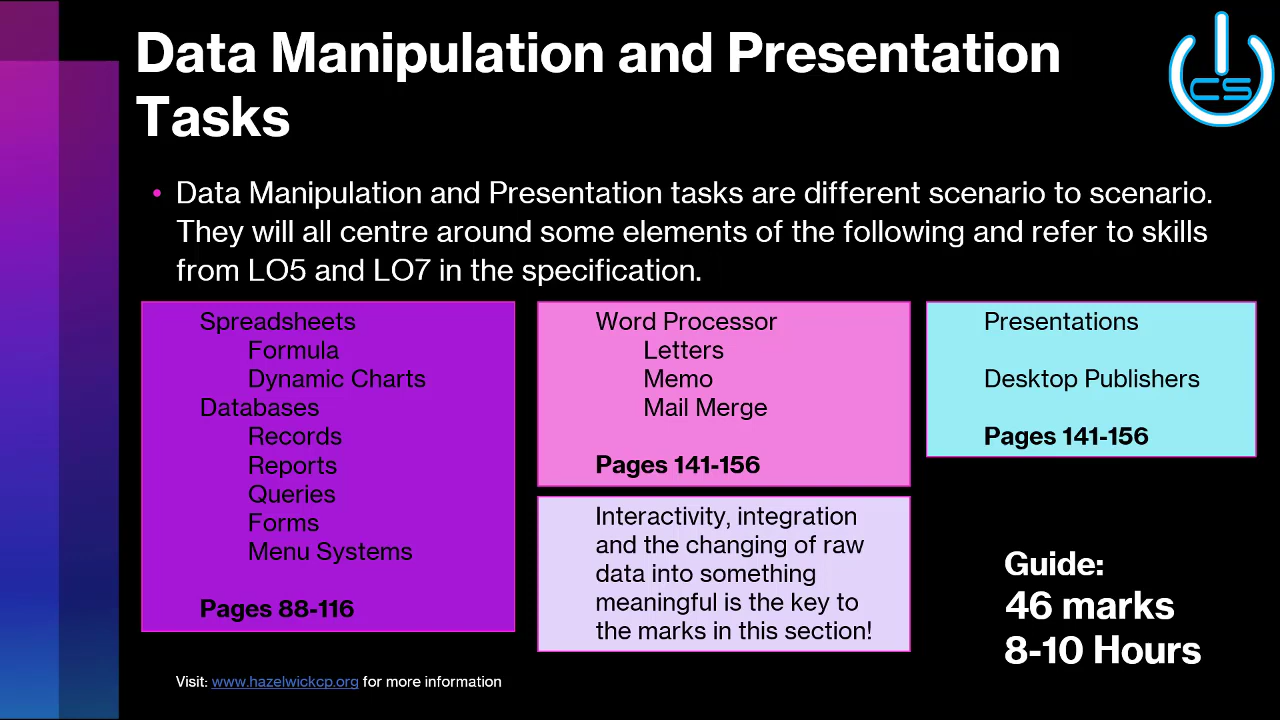 Data Manipulation and Presentation
Tasks
CS
• Data Manipulation and Presentation tasks are different scenario to scenario.
They will all centre around some elements of the following and refer to skills
from LO5 and LO7 in the specification.
Spreadsheets
Formula
Dynamic Charts
Databases
Records
Reports
Queries
Forms
Menu Systems
Pages 88-116
Word Processor
Letters
Memo
Mail Merge
Pages 141-156
Interactivity, integration
and the changing of raw
data into something
meaningful is the key to
the marks in this section!
Presentations
Desktop Publishers
Pages 141-156
Guide:
46 marks
8-10 Hours
Visit: www.hazelwickcp.org for more information